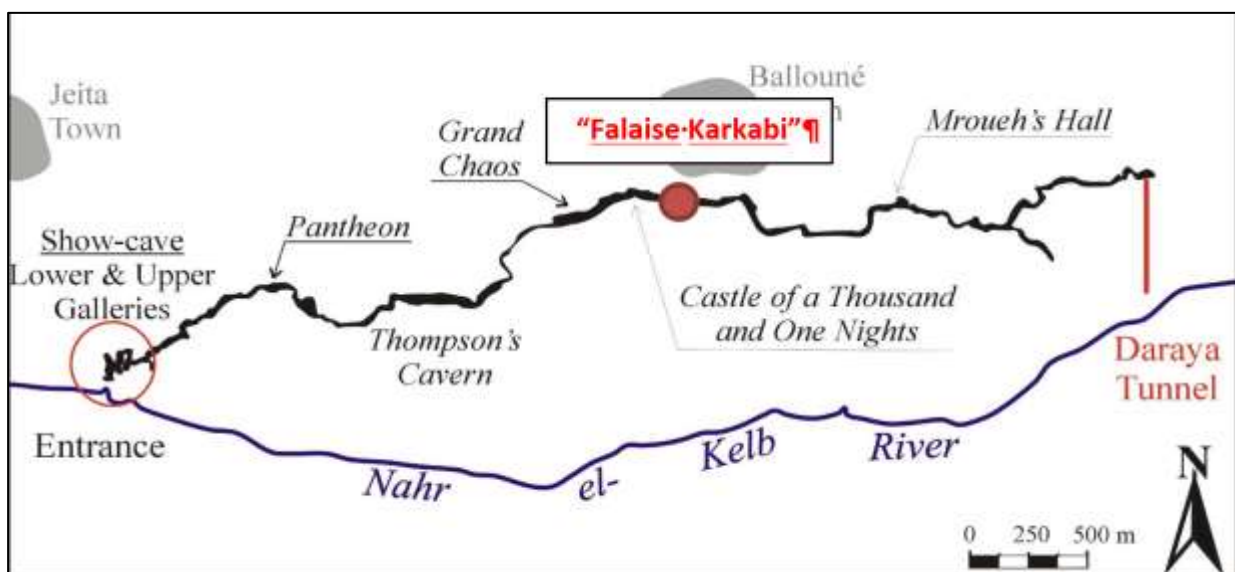 Jeita
Town
Ballouné
"Falaise·Karkabi"¶
n
Grand
Chaos
Mroueh's Hall
Pantheon
Show-cave
Lower & Upper
Galleries
Castle of a Thousand
and One Nights
Thompson's
Cavern
Daraya
Tunnel
Entrance
Nahr el- Kelb River
N
0 250 500 m